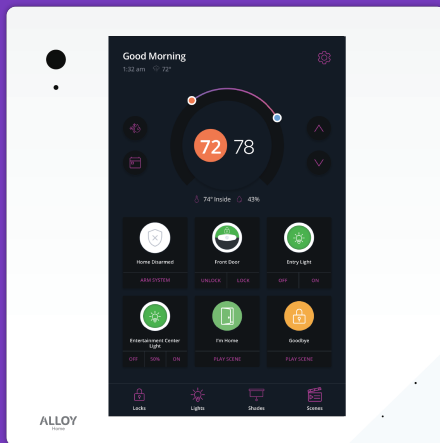 Good Morning
1:32 am 72°
72 78
74° Inside 43%
Home Disarmed
Front Door
Entry Light
ARM SYSTEM
UNLOCK LOCK
OFF ON
Entertainment Center
Light
I'm Home
Goodbye
OFF 50% ON
PLAY SCENE
PLAY SCENE
Locks
Lights
Shades
Scenes
ALLOY
Home